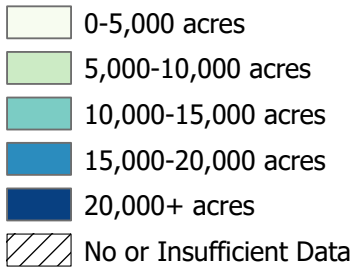 0-5,000 acres
5,000-10,000 acres
10,000-15,000 acres
15,000-20,000 acres
20,000+ acres
No or Insufficient Data